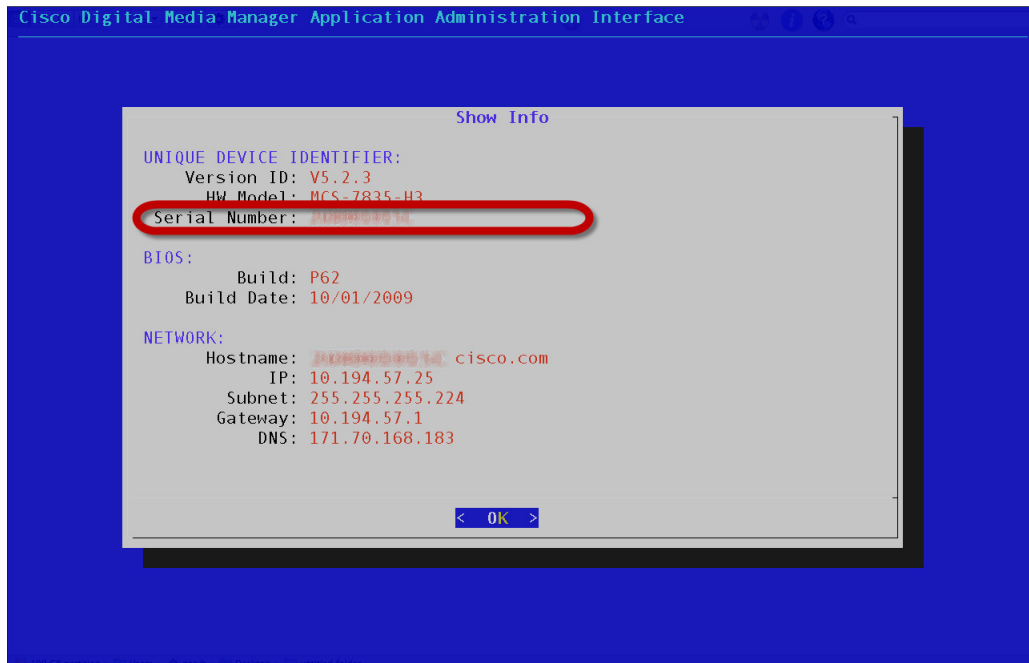 Cisco Digital Media Manager Application Administration Interface
Show Info
UNIQUE DEVICE IDENTIFIER:
Version ID: V5.2.3
HW Model: MCS-7835-H3
Serial Number:
BIOS:
Build: P62
Build Date: 10/01/2009
NETWORK:
Hostname: cisco.com
IP: 10.194.57.25
Subnet: 255.255.255.224
Gateway: 10.194.57.1
DNS: 171.70.168.183
< OK >